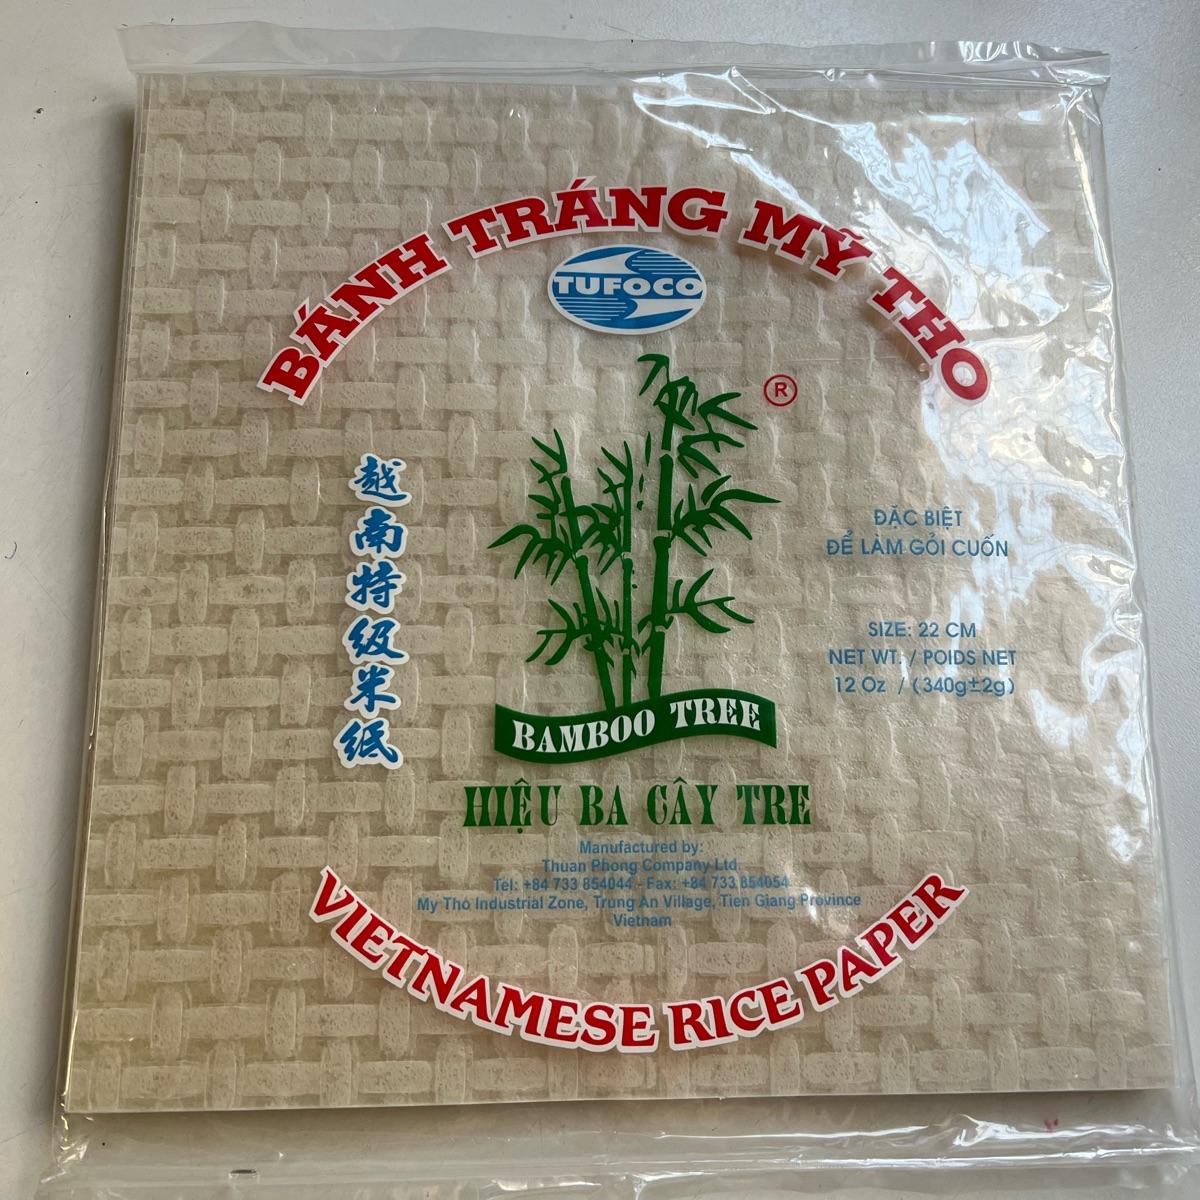 BÁNH TRÁNG MỸ THO
TUFOCO
®
越南特级米纸
ĐẶC BIỆT
ĐỂ LÀM GỎI CUỐN
SIZE: 22 CM
NET WT. / POIDS NET
12 Oz / (340g±2g)
BAMBOO TREE
HIỆU BA CÂY TRE
Manufactured by:
Thuan Phong Company Ltd
Tel: +84 733 854044 - Fax: +84 733 854054
My Tho Industrial Zone, Trung An Village, Tien Giang Province
Vietnam
VIETNAMESE RICE PAPER